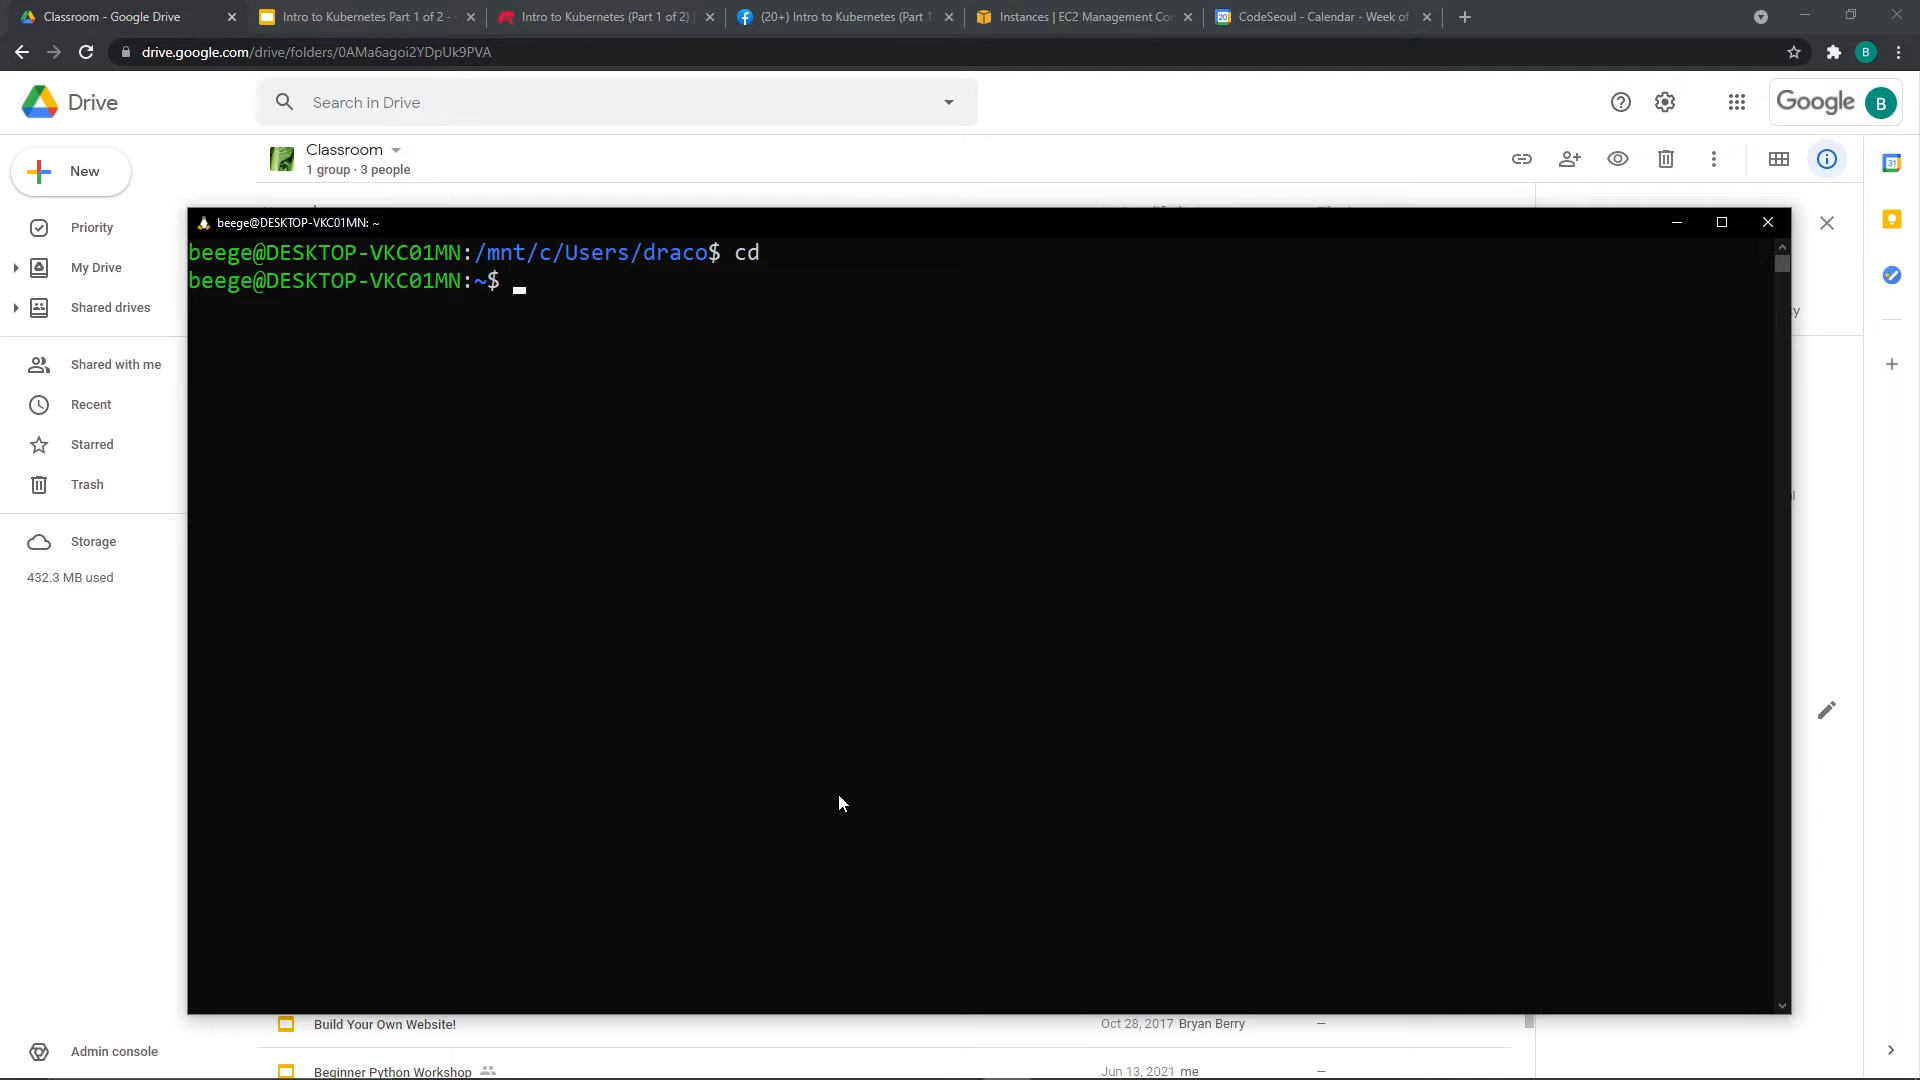 Classroom - Google Drive
Intro to Kubernetes Part 1 of 2 -
Intro to Kubernetes (Part 1 of 2)
(20+) Intro to Kubernetes (Part 1
Instances | EC2 Management Co
CodeSeoul - Calendar - Week of
drive.google.com/drive/folders/0AMa6agoi2YDpUk9PVA
B
Drive
Search in Drive
Google
B
New
Classroom
1 group · 3 people
31
Priority
My Drive
Shared drives
Shared with me
Recent
Starred
Trash
Storage
432.3 MB used
beege@DESKTOP-VKC01MN: ~
beege@DESKTOP-VKC01MN:/mnt/c/Users/draco$ cd
beege@DESKTOP-VKC01MN:~$
Build Your Own Website!
Oct 28, 2017 Bryan Berry
—
Admin console
Beginner Python Workshop
Jun 13, 2021 me
—